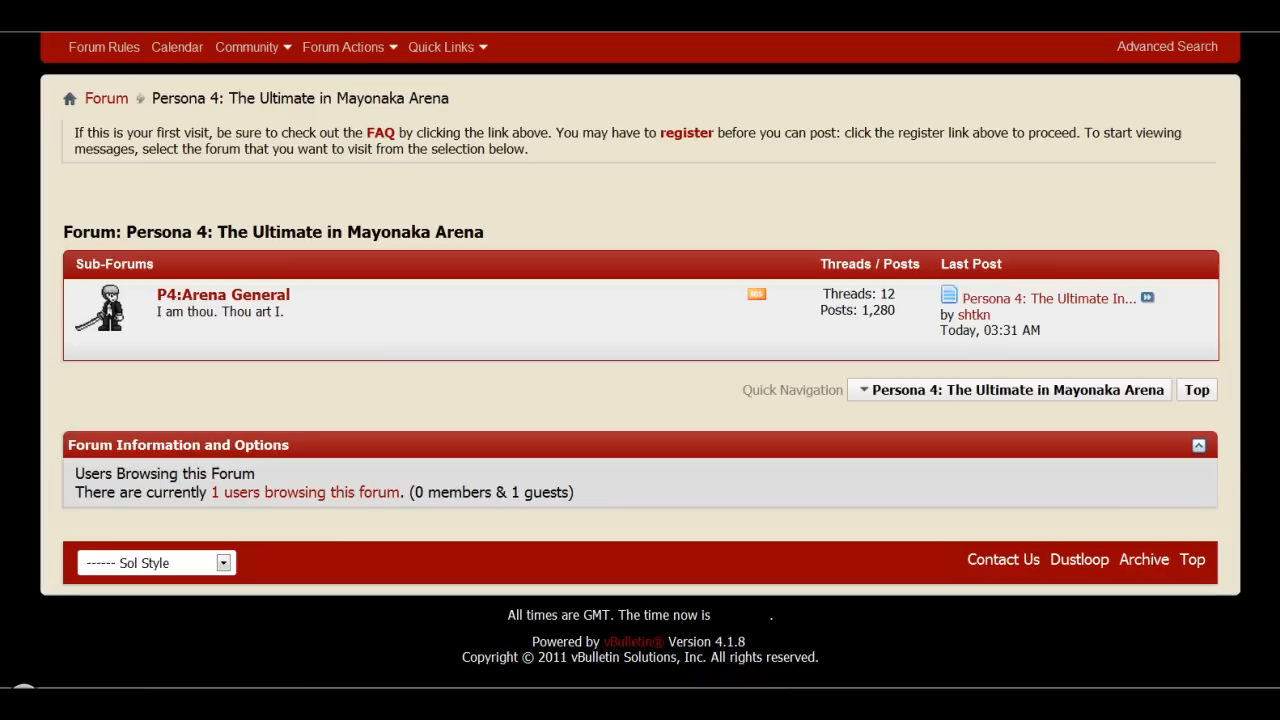 Forum Rules Calendar Community Forum Actions Quick Links Advanced Search
Forum Persona 4: The Ultimate in Mayonaka Arena
If this is your first visit, be sure to check out the FAQ by clicking the link above. You may have to register before you can post: click the register link above to proceed. To start viewing
messages, select the forum that you want to visit from the selection below.
Forum: Persona 4: The Ultimate in Mayonaka Arena
Sub-Forums Threads / Posts Last Post
P4:Arena General Threads: 12 Persona 4: The Ultimate In...
I am thou. Thou art I. Posts: 1,280 by shtkn
Today, 03:31 AM
Quick Navigation Persona 4: The Ultimate in Mayonaka Arena Top
Forum Information and Options
Users Browsing this Forum
There are currently 1 users browsing this forum. (0 members & 1 guests)
------ Sol Style Contact Us Dustloop Archive Top
All times are GMT. The time now is .
Powered by vBulletin® Version 4.1.8
Copyright © 2011 vBulletin Solutions, Inc. All rights reserved.